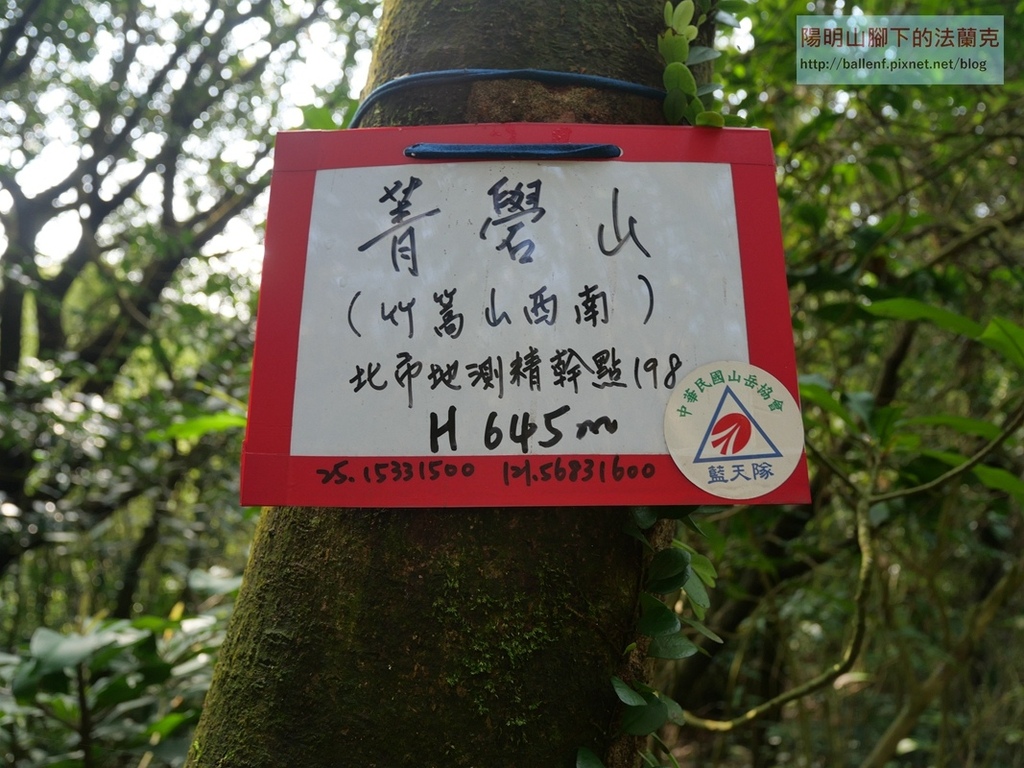 陽明山腳下的法蘭克
http://ballenf.pixnet.net/blog
菁礐山
(竹篙山西南)
北市地測精幹點198
H 645m
25.15331500 121.56831600
中華民國山岳協會
藍天隊